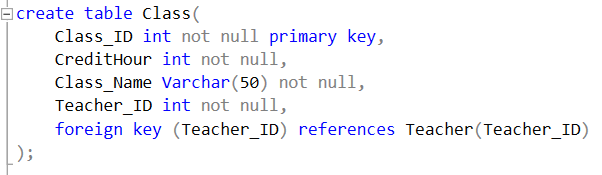 create table Class(
Class_ID int not null primary key,
CreditHour int not null,
Class_Name Varchar(50) not null,
Teacher_ID int not null,
foreign key (Teacher_ID) references Teacher(Teacher_ID)
);